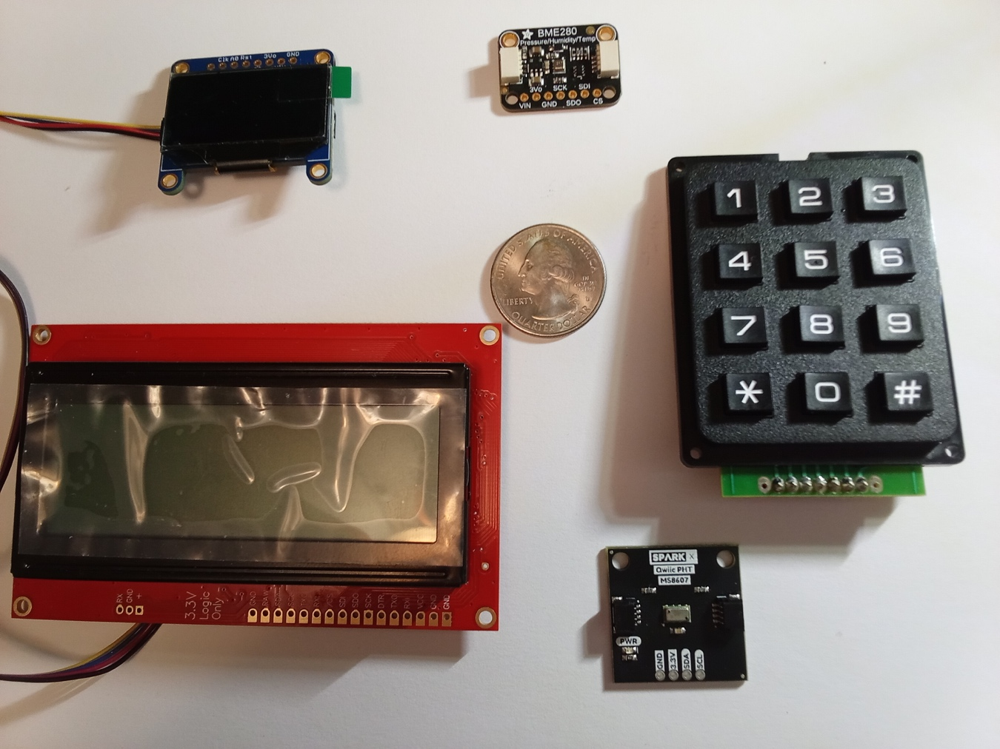 Clk A0 Rst 3Vo GND
BME280
Pressure/Humidity/Temp
3Vo SCK SDI
VIN GND SDO CS
UNITED STATES OF AMERICA
LIBERTY
QUARTER DOLLAR
1 2 3
4 5 6
7 8 9
* 0 #
RX
GND
+
3.3V
Logic
Only
GND
RAW
SDO
SCK
DTR
TXO
RXI
VCC
GND
GND
SPARK X
Qwiic PHT
MS8607
PWR
GND
3.3V
SDA
SCL